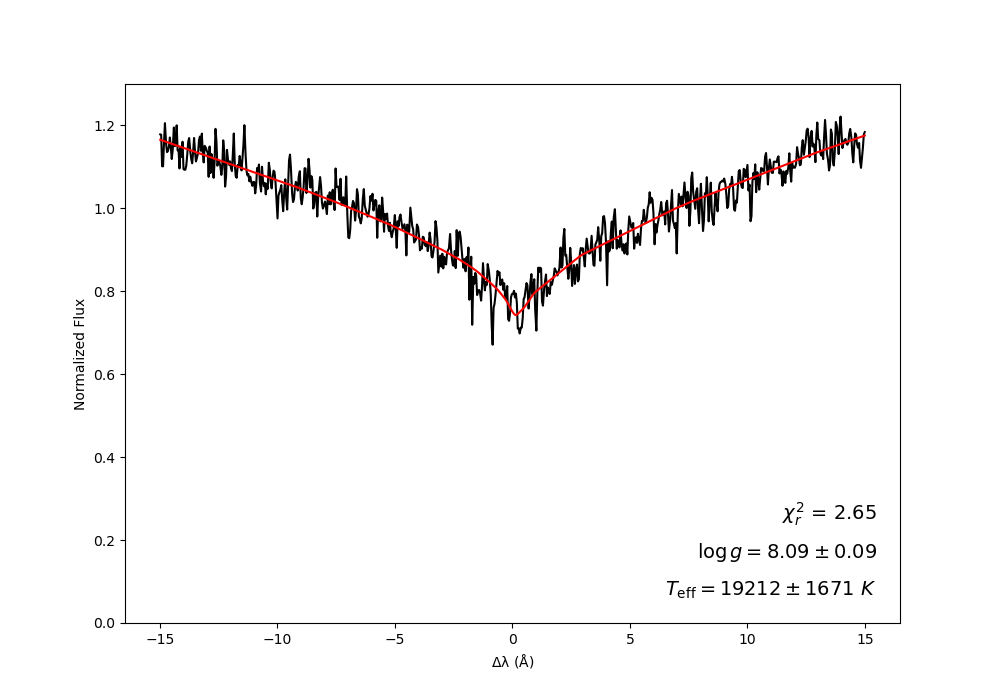 1.2
1.0
0.8
0.6
0.4
0.2
0.0
Normalized Flux
χ²ᵣ = 2.65
log g = 8.09 ± 0.09
T_eff = 19212 ± 1671 K
−15 −10 −5 0 5 10 15
Δλ (Å)